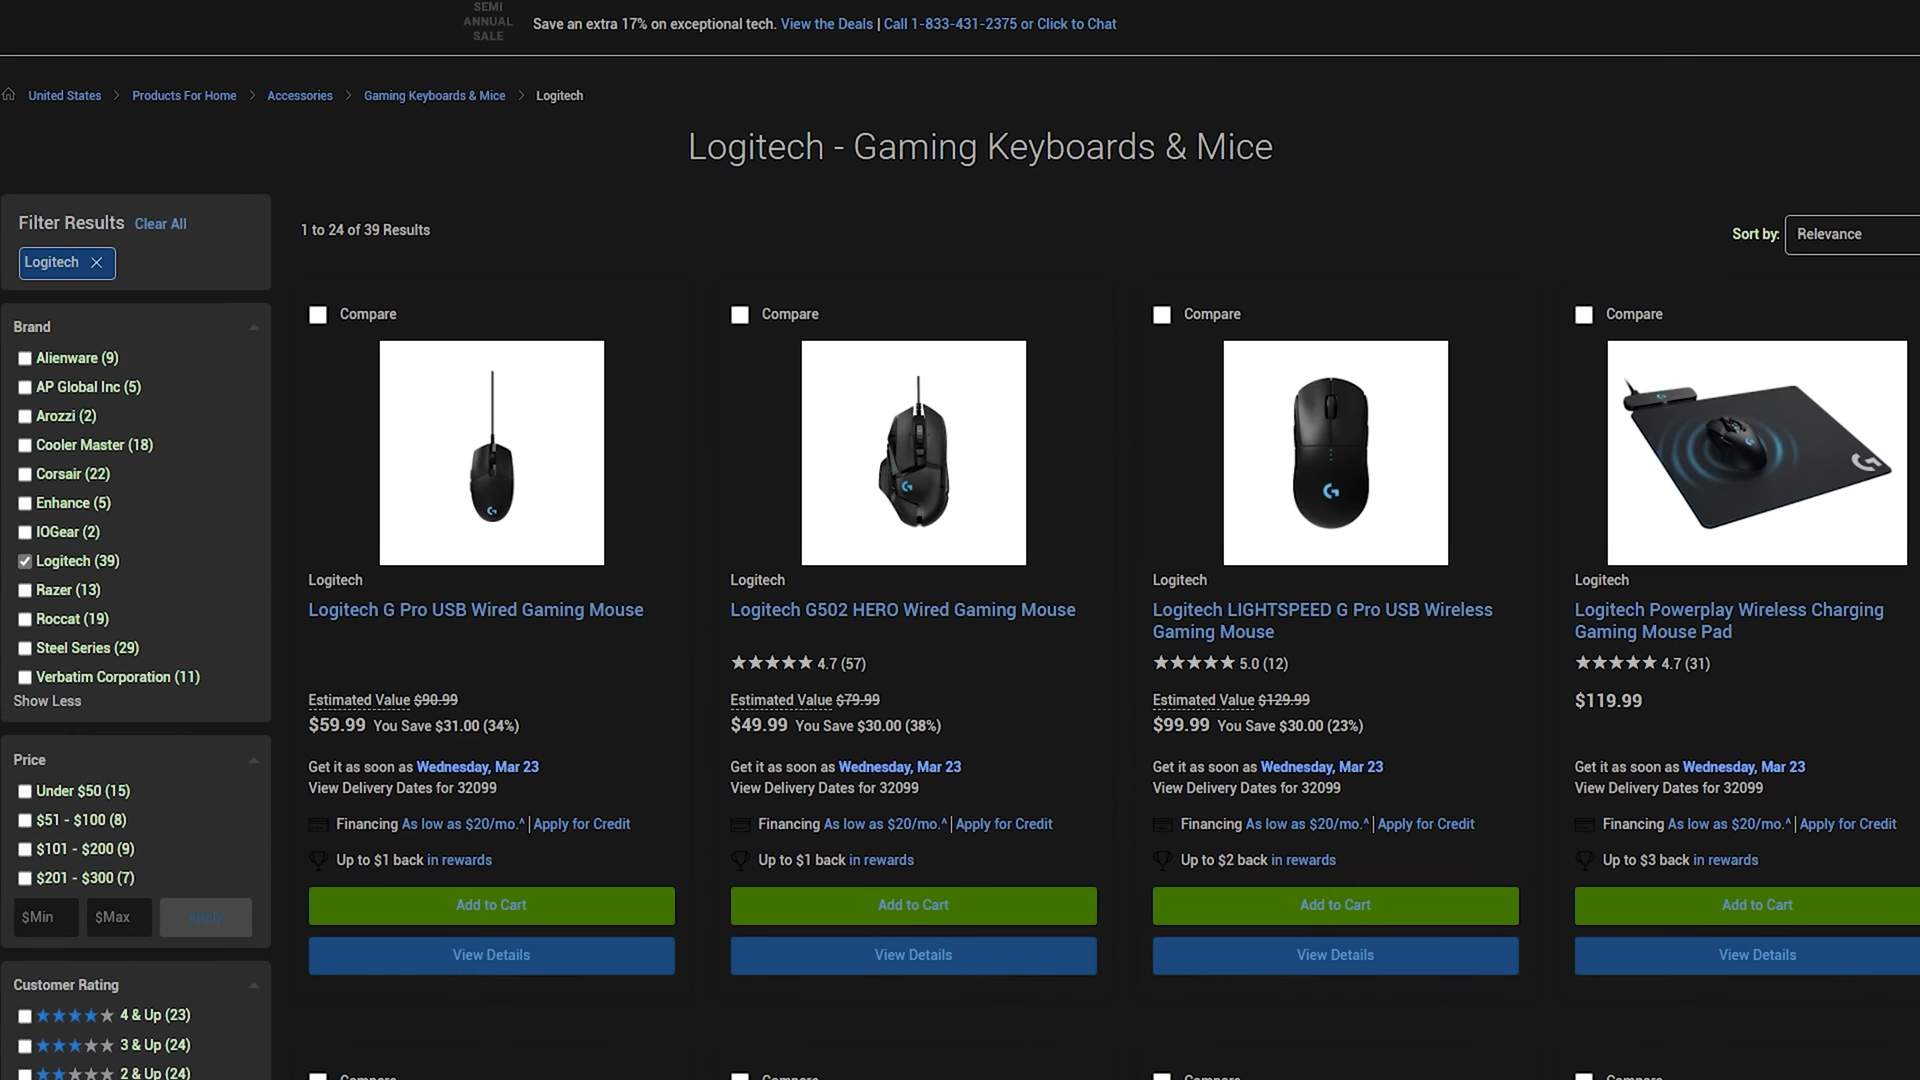 SEMI
ANNUAL
SALE
Save an extra 17% on exceptional tech. View the Deals | Call 1-833-431-2375 or Click to Chat
United States > Products For Home > Accessories > Gaming Keyboards & Mice > Logitech
Logitech - Gaming Keyboards & Mice
Filter Results Clear All
Logitech
1 to 24 of 39 Results
Sort by: Relevance
Brand
Alienware (9)
AP Global Inc (5)
Arozzi (2)
Cooler Master (18)
Corsair (22)
Enhance (5)
IOGear (2)
Logitech (39)
Razer (13)
Roccat (19)
Steel Series (29)
Verbatim Corporation (11)
Show Less
Price
Under $50 (15)
$51 - $100 (8)
$101 - $200 (9)
$201 - $300 (7)
$Min $Max Apply
Customer Rating
4 & Up (23)
3 & Up (24)
2 & Up (24)
Compare
Logitech
Logitech G Pro USB Wired Gaming Mouse
Estimated Value $90.99
$59.99 You Save $31.00 (34%)
Get it as soon as Wednesday, Mar 23
View Delivery Dates for 32099
Financing As low as $20/mo.^ | Apply for Credit
Up to $1 back in rewards
Add to Cart
View Details
Compare
Logitech
Logitech G502 HERO Wired Gaming Mouse
4.7 (57)
Estimated Value $79.99
$49.99 You Save $30.00 (38%)
Get it as soon as Wednesday, Mar 23
View Delivery Dates for 32099
Financing As low as $20/mo.^ | Apply for Credit
Up to $1 back in rewards
Add to Cart
View Details
Compare
Logitech
Logitech LIGHTSPEED G Pro USB Wireless
Gaming Mouse
5.0 (12)
Estimated Value $129.99
$99.99 You Save $30.00 (23%)
Get it as soon as Wednesday, Mar 23
View Delivery Dates for 32099
Financing As low as $20/mo.^ | Apply for Credit
Up to $2 back in rewards
Add to Cart
View Details
Compare
Logitech
Logitech Powerplay Wireless Charging
Gaming Mouse Pad
4.7 (31)
$119.99
Get it as soon as Wednesday, Mar 23
View Delivery Dates for 32099
Financing As low as $20/mo.^ | Apply for Credit
Up to $3 back in rewards
Add to Cart
View Details
Compare
Compare
Compare
Compare